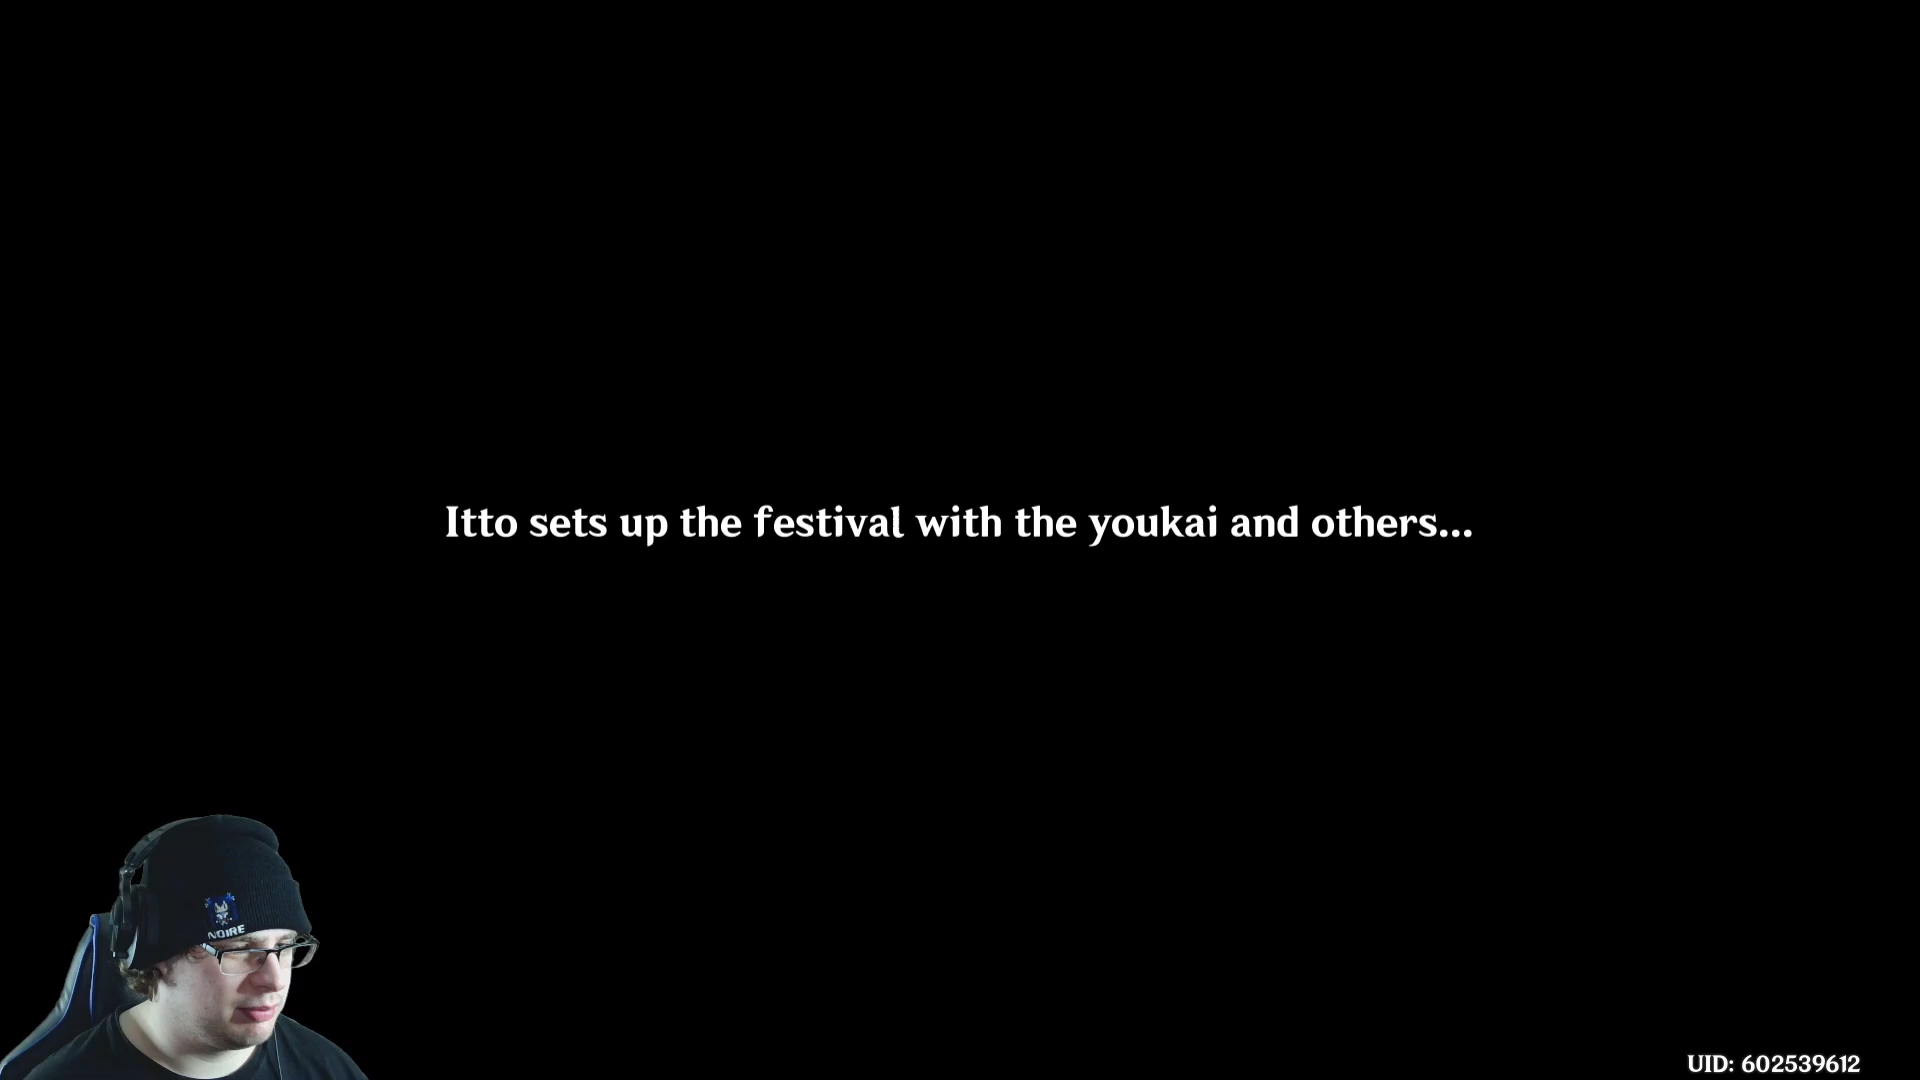 Itto sets up the festival with the youkai and others...
NOIRE
UID: 602539612